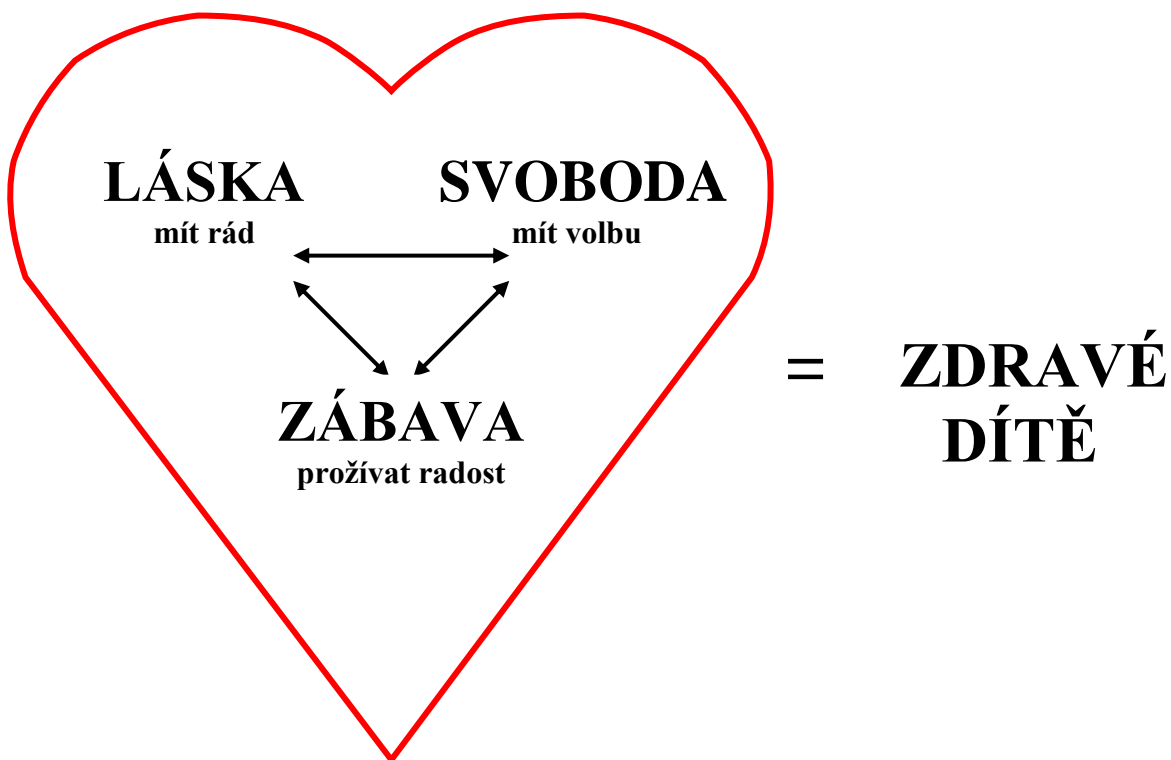 LÁSKA SVOBODA
mít rád mít volbu
ZÁBAVA
prožívat radost
= ZDRAVÉ
DÍTĚ